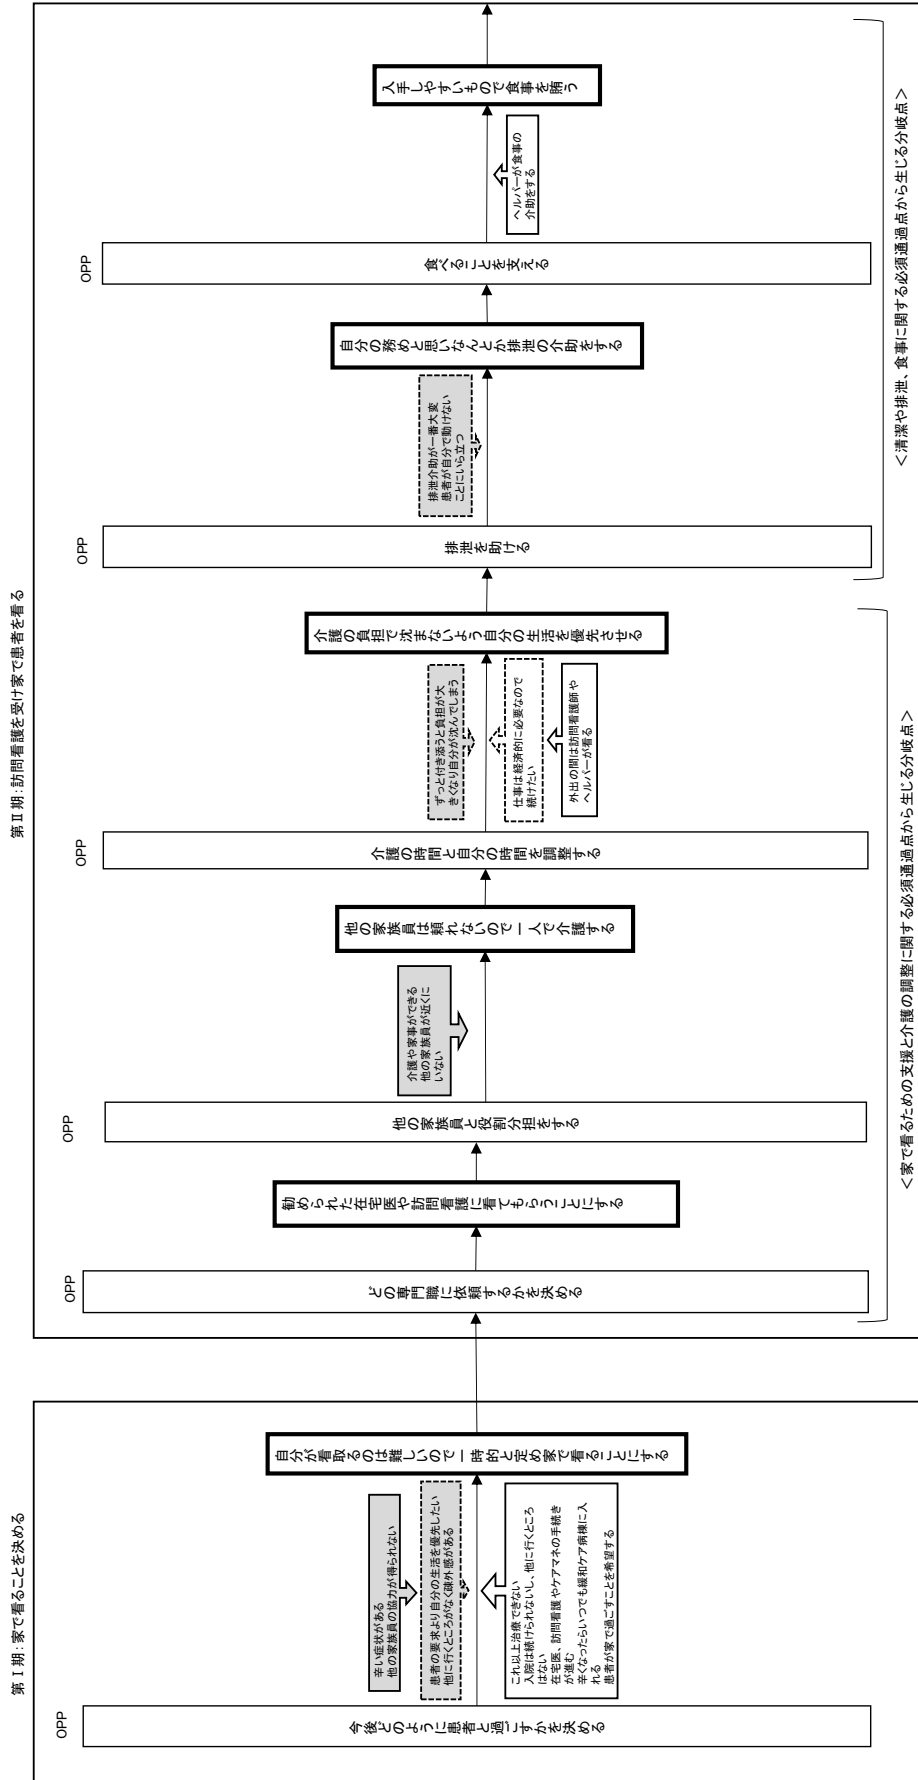 第Ⅰ期：家で看ることを決める
OPP
今後どのように患者と過ごすかを決める
辛い症状がある
他の家族員の協力が得られない
患者の要求より自分の生活を優先したい
他に行くところがなく疎外感がある
これ以上治療できない
入院は続けられないし、他に行くところ
はない
在宅医、訪問看護やケアマネの手続き
が進む
辛くなったらいつでも緩和ケア病棟に入
れる
患者が家で過ごすことを希望する
自分が看取るのは難しいので一時的と定め家で看ることにする
第Ⅱ期：訪問看護を受け家で患者を看る
OPP
どの専門職に依頼するかを決める
勧められた在宅医や訪問看護に看てもらうことにする
OPP
他の家族員と役割分担をする
介護や家事ができる
他の家族員が近くに
いない
他の家族員は頼れないので一人で介護する
OPP
介護の時間と自分の時間を調整する
ずっと付き添うと負担が大
きくなり自分が沈んでしまう
仕事は経済的に必要なので
続けたい
外出の間は訪問看護師や
ヘルパーが看る
介護の負担で沈まないよう自分の生活を優先させる
＜家で看るための支援と介護の調整に関する必須通過点から生じる分岐点＞
OPP
排泄を助ける
排泄介助が一番大変
患者が自分で動けない
ことにいら立つ
自分の務めと思いなんとか排泄の介助をする
OPP
食べることを支える
ヘルパーが食事の
介助をする
入手しやすいもので食事を賄う
＜清潔や排泄、食事に関する必須通過点から生じる分岐点＞